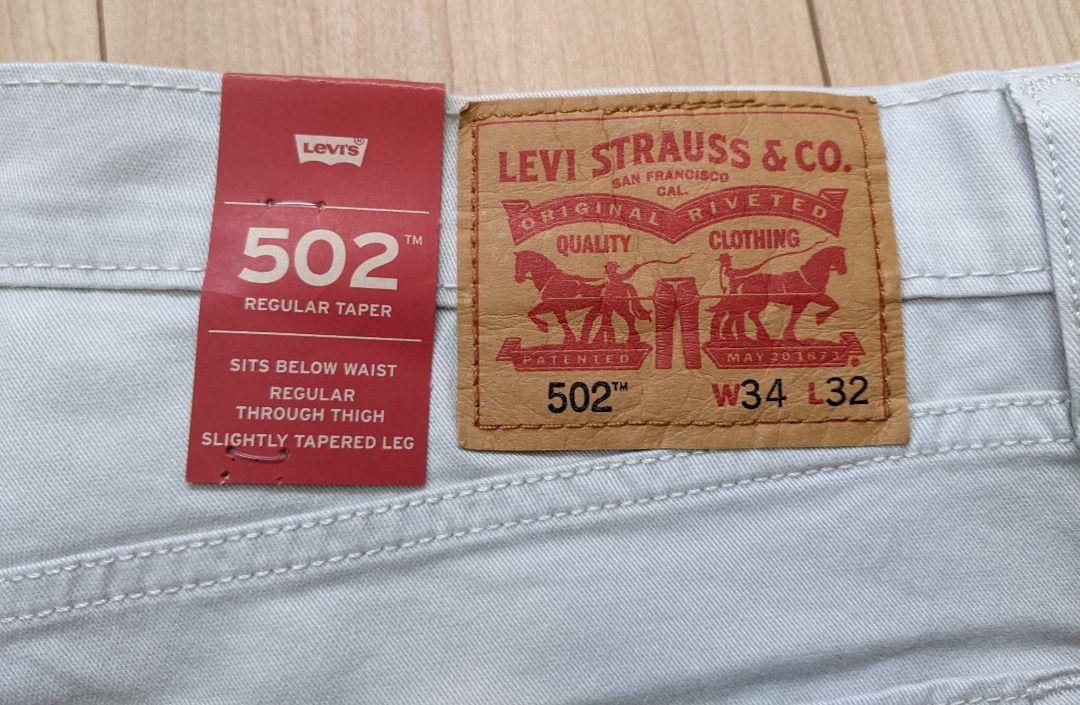 LEVI'S®
502™
REGULAR TAPER
SITS BELOW WAIST
REGULAR
THROUGH THIGH
SLIGHTLY TAPERED LEG
LEVI STRAUSS & CO.
SAN FRANCISCO
CAL.
ORIGINAL RIVETED
QUALITY CLOTHING
PATENTED MAY 20 1873
502™ W34 L32